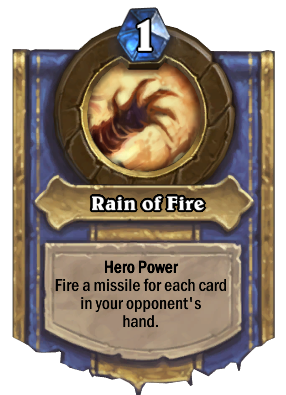 1
Rain of Fire
Hero Power
Fire a missile for each card
in your opponent's
hand.